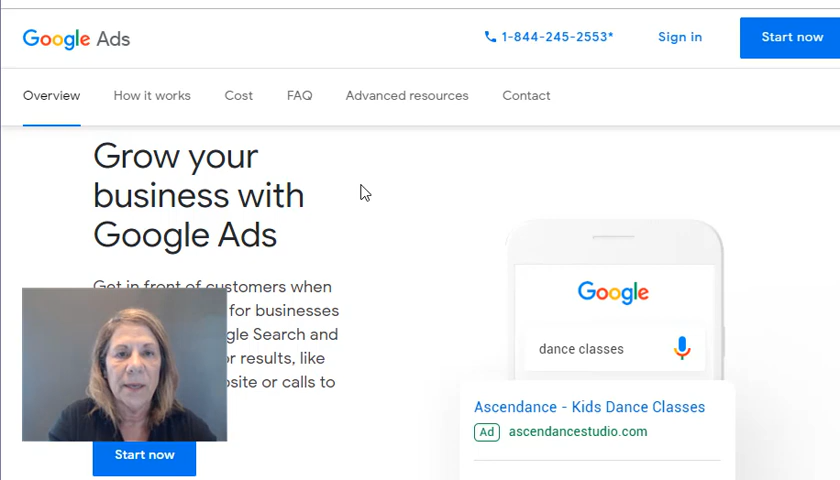 Google Ads
1-844-245-2553*
Sign in
Start now
Overview
How it works
Cost
FAQ
Advanced resources
Contact
Grow your
business with
Google Ads
Get in front of customers when
for businesses
gle Search and
or results, like
site or calls to
Start now
Google
dance classes
Ascendance - Kids Dance Classes
Ad ascendancestudio.com